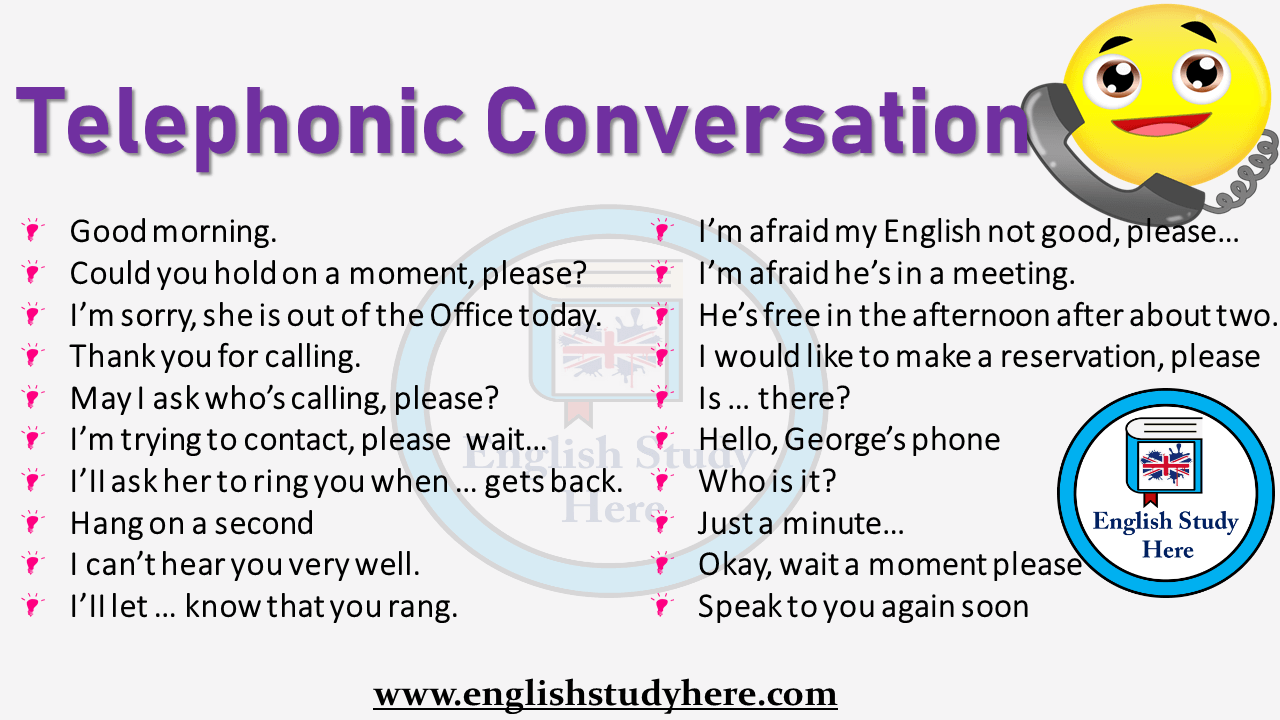 Telephonic Conversation
Good morning.
Could you hold on a moment, please?
I’m sorry, she is out of the Office today.
Thank you for calling.
May I ask who’s calling, please?
I’m trying to contact, please wait…
I’II ask her to ring you when … gets back.
Hang on a second
I can’t hear you very well.
I’II let … know that you rang.
I’m afraid my English not good, please…
I’m afraid he’s in a meeting.
He’s free in the afternoon after about two.
I would like to make a reservation, please
Is … there?
Hello, George’s phone
Who is it?
Just a minute…
Okay, wait a moment please
Speak to you again soon
English Study
Here
English Study
Here
www.englishstudyhere.com